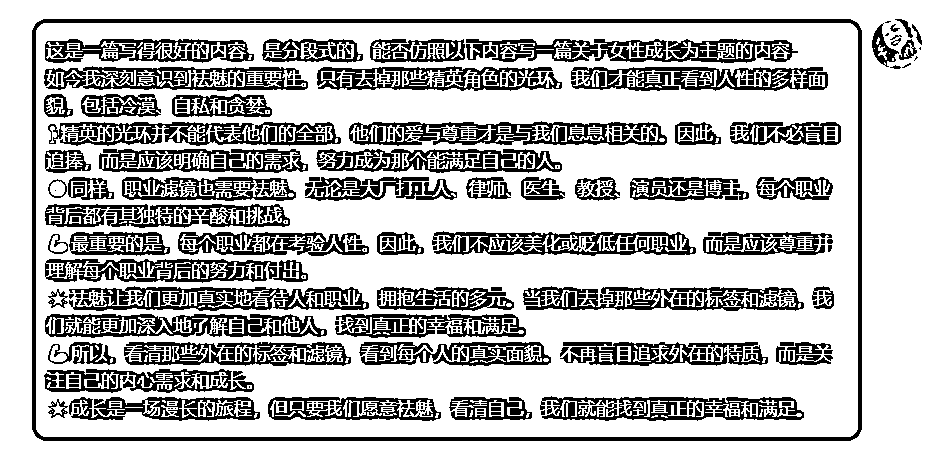 这是一篇写得很好的内容，是分段式的，能否仿照以下内容写一篇关于女性成长为主题的内容-
如今我深刻意识到祛魅的重要性。只有去掉那些精英角色的光环，我们才能真正看到人性的多样面
貌，包括冷漠、自私和贪婪。
精英的光环并不能代表他们的全部，他们的爱与尊重才是与我们息息相关的。因此，我们不必盲目
追捧，而是应该明确自己的需求，努力成为那个能满足自己的人。
同样，职业滤镜也需要祛魅。无论是大厂打工人、律师、医生、教授、演员还是博主，每个职业
背后都有其独特的辛酸和挑战。
💪最重要的是，每个职业都在考验人性。因此，我们不应该美化或贬低任何职业，而是应该尊重并
理解每个职业背后的努力和付出。
💥祛魅让我们更加真实地看待人和职业，拥抱生活的多元。当我们去掉那些外在的标签和滤镜，我
们就能更加深入地了解自己和他人，找到真正的幸福和满足。
💪所以，看清那些外在的标签和滤镜，看到每个人的真实面貌。不再盲目追求外在的特质，而是关
注自己的内心需求和成长。
💥成长是一场漫长的旅程，但只要我们愿意祛魅，看清自己，我们就能找到真正的幸福和满足。